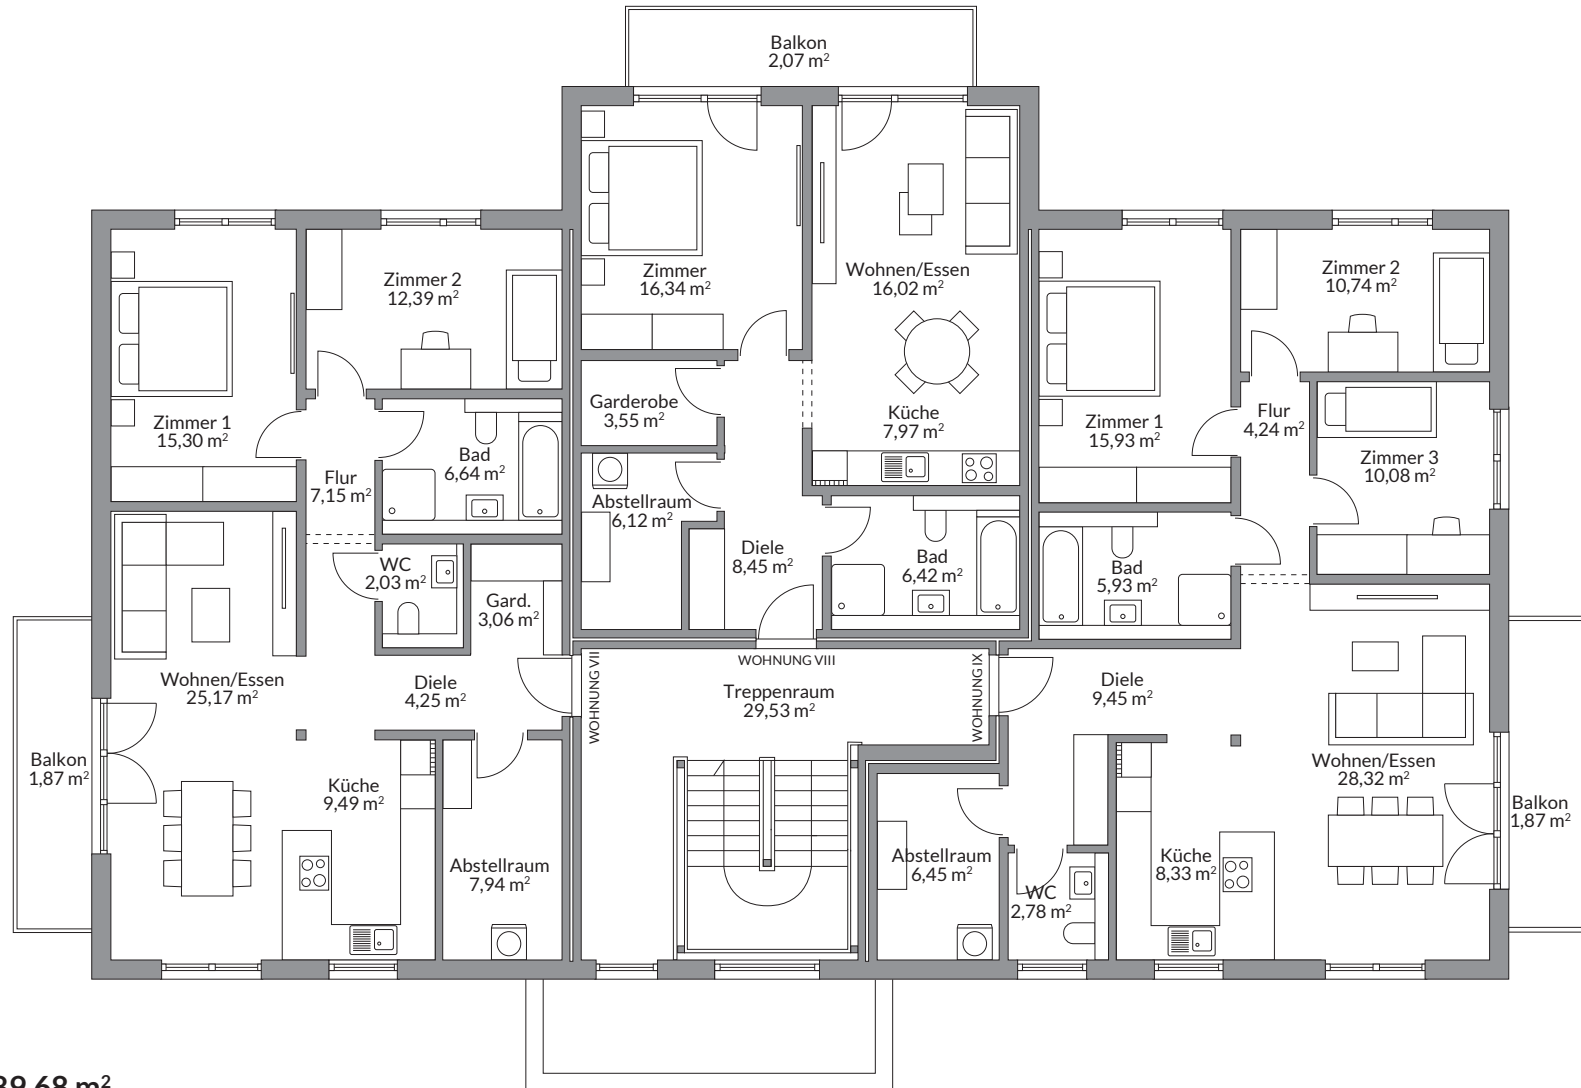 Balkon
2,07 m²
Zimmer
16,34 m²
Wohnen/Essen
16,02 m²
Zimmer 2
12,39 m²
Zimmer 2
10,74 m²
Garderobe
3,55 m²
Küche
7,97 m²
Zimmer 1
15,30 m²
Zimmer 1
15,93 m²
Flur
4,24 m²
Bad
6,64 m²
Zimmer 3
10,08 m²
Flur
7,15 m²
Abstellraum
6,12 m²
Diele
8,45 m²
Bad
6,42 m²
WC
2,03 m²
Bad
5,93 m²
Gard.
3,06 m²
WOHNUNG VII
WOHNUNG VIII
WOHNUNG IX
Wohnen/Essen
25,17 m²
Diele
4,25 m²
Treppenraum
29,53 m²
Diele
9,45 m²
Balkon
1,87 m²
Küche
9,49 m²
Wohnen/Essen
28,32 m²
Balkon
1,87 m²
Abstellraum
7,94 m²
Abstellraum
6,45 m²
Küche
8,33 m²
WC
2,78 m²
39,68 m²